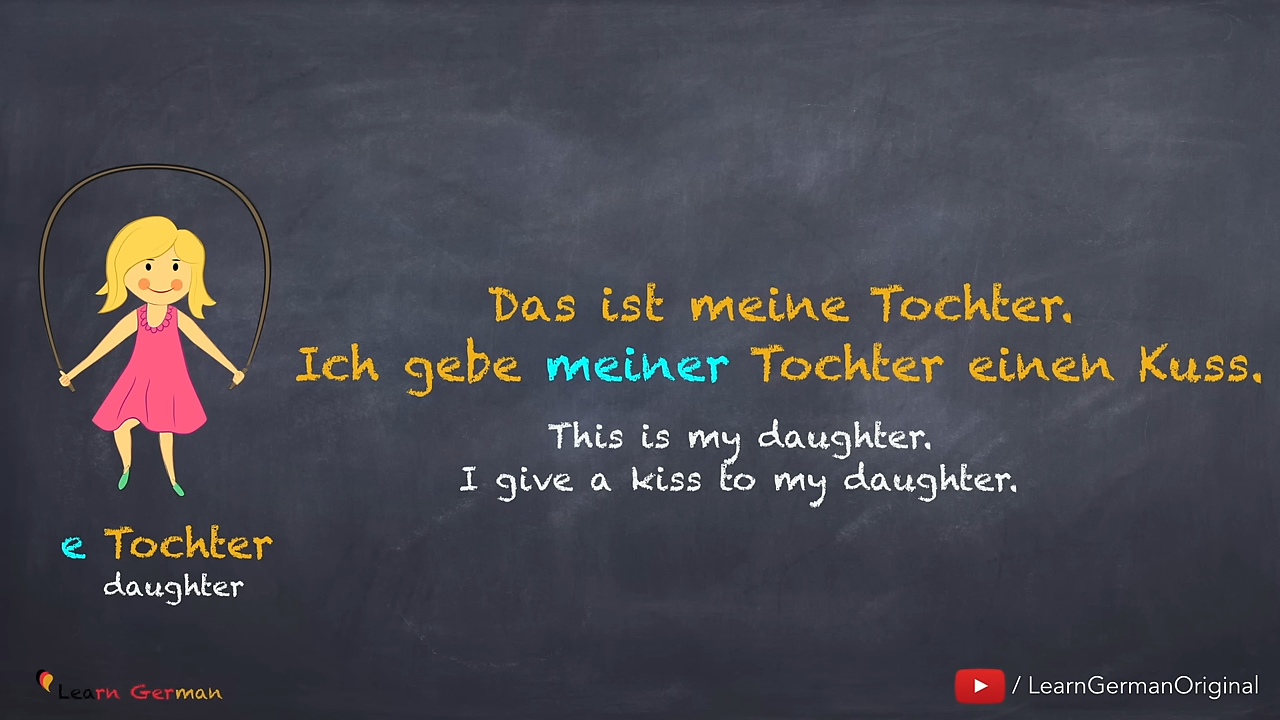 Das ist meine Tochter.
Ich gebe meiner Tochter einen Kuss.
This is my daughter.
I give a kiss to my daughter.
e Tochter
daughter
Learn German
/ LearnGermanOriginal